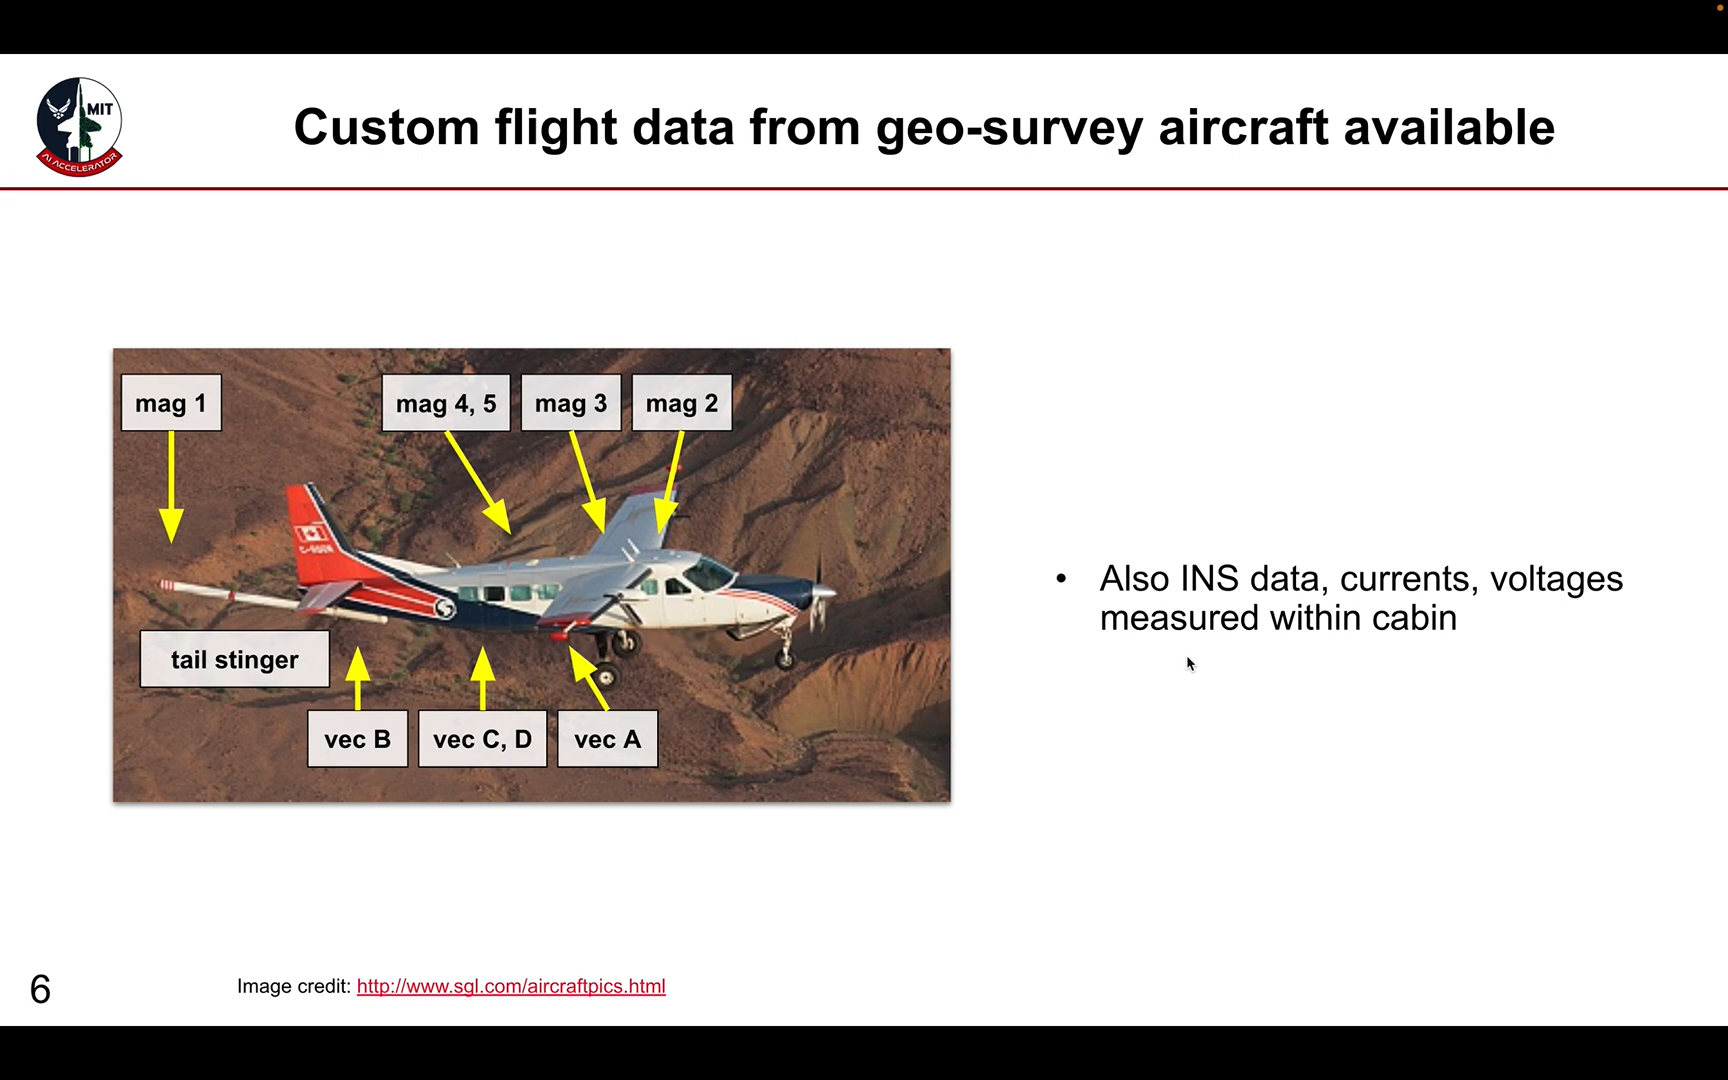 MIT
AI ACCELERATOR
Custom flight data from geo-survey aircraft available
mag 1
mag 4, 5
mag 3
mag 2
tail stinger
vec B
vec C, D
vec A
• Also INS data, currents, voltages
measured within cabin
6
Image credit: http://www.sgl.com/aircraftpics.html